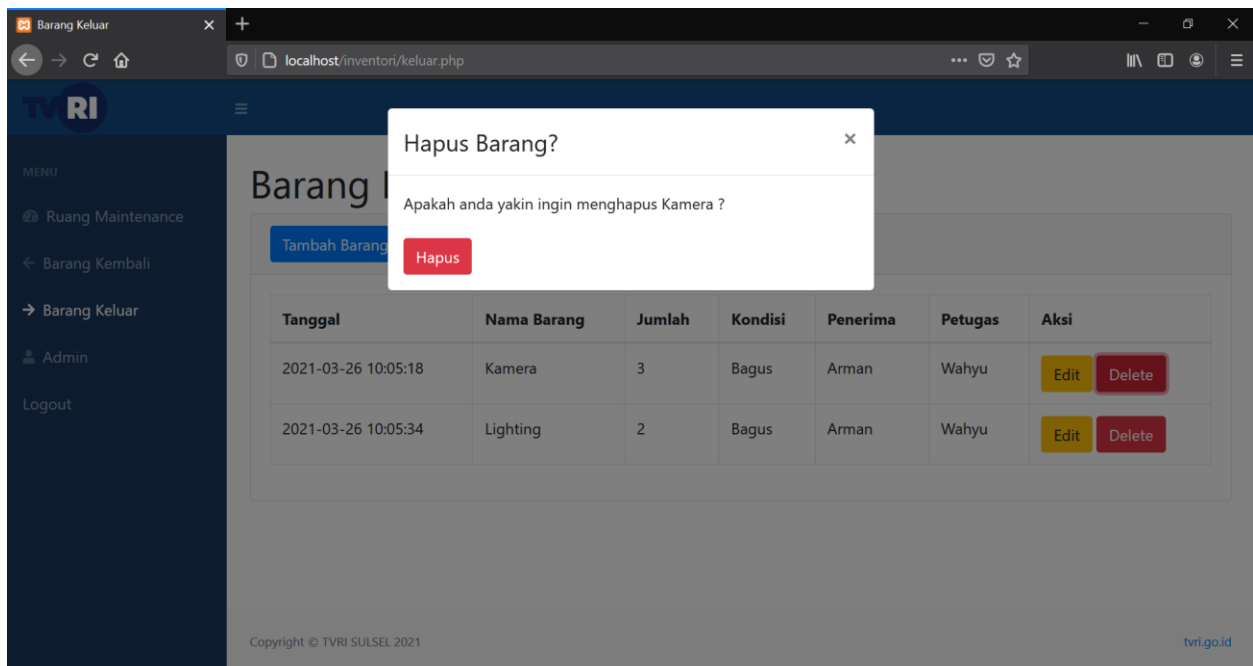 Barang Keluar
localhost/inventori/keluar.php
TVRI
Hapus Barang?
Apakah anda yakin ingin menghapus Kamera ?
Hapus
MENU
Ruang Maintenance
Barang Kembali
Barang Keluar
Admin
Logout
Barang
Tambah Barang
Tanggal Nama Barang Jumlah Kondisi Penerima Petugas Aksi
2021-03-26 10:05:18 Kamera 3 Bagus Arman Wahyu Edit Delete
2021-03-26 10:05:34 Lighting 2 Bagus Arman Wahyu Edit Delete
Copyright © TVRI SULSEL 2021 tvri.go.id